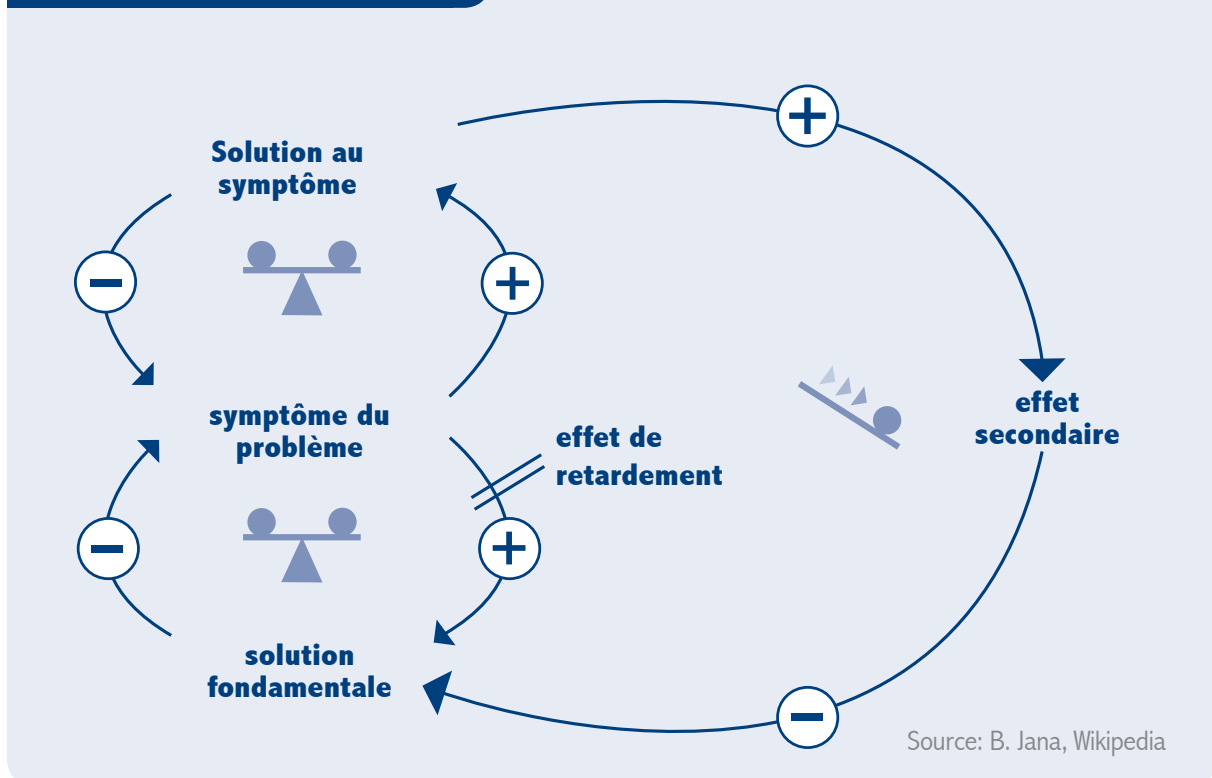 Solution au
symptôme
symptôme du
problème
effet de
retardement
effet
secondaire
solution
fondamentale
Source: B. Jana, Wikipedia